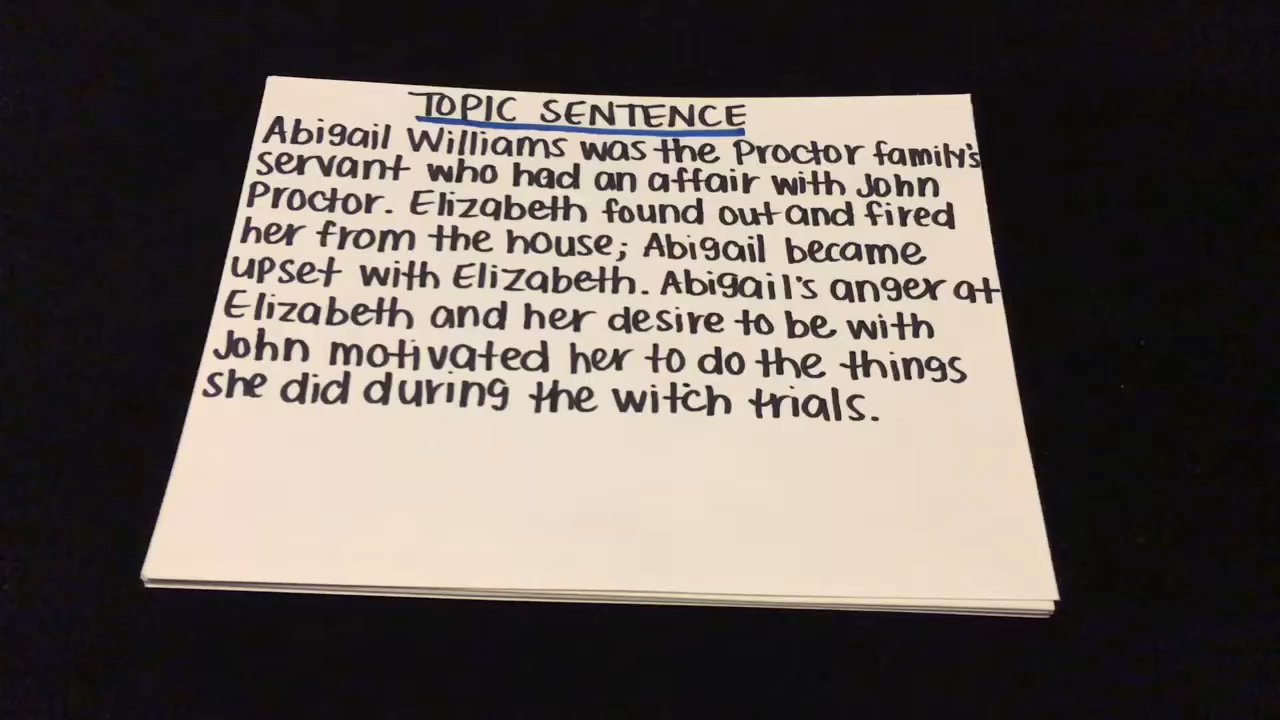 TOPIC SENTENCE
Abigail Williams was the Proctor family's
servant who had an affair with John
Proctor. Elizabeth found out and fired
her from the house; Abigail became
upset with Elizabeth. Abigail's anger at
Elizabeth and her desire to be with
John motivated her to do the things
she did during the witch trials.